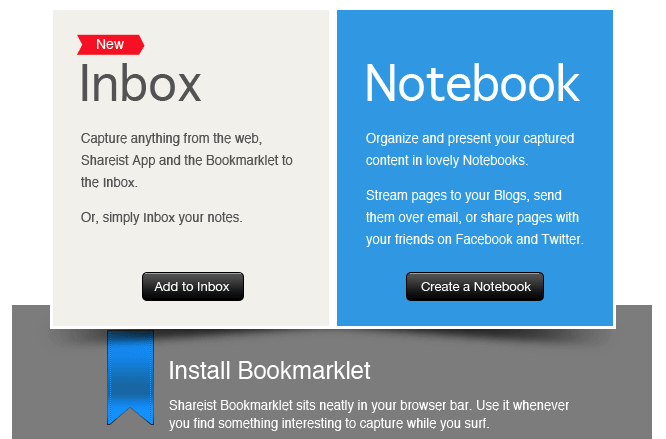 New
Inbox
Capture anything from the web,
Shareist App and the Bookmarklet to
the Inbox.
Or, simply Inbox your notes.
Add to Inbox
Notebook
Organize and present your captured
content in lovely Notebooks.
Stream pages to your Blogs, send
them over email, or share pages with
your friends on Facebook and Twitter.
Create a Notebook
Install Bookmarklet
Shareist Bookmarklet sits neatly in your browser bar. Use it whenever
you find something interesting to capture while you surf.